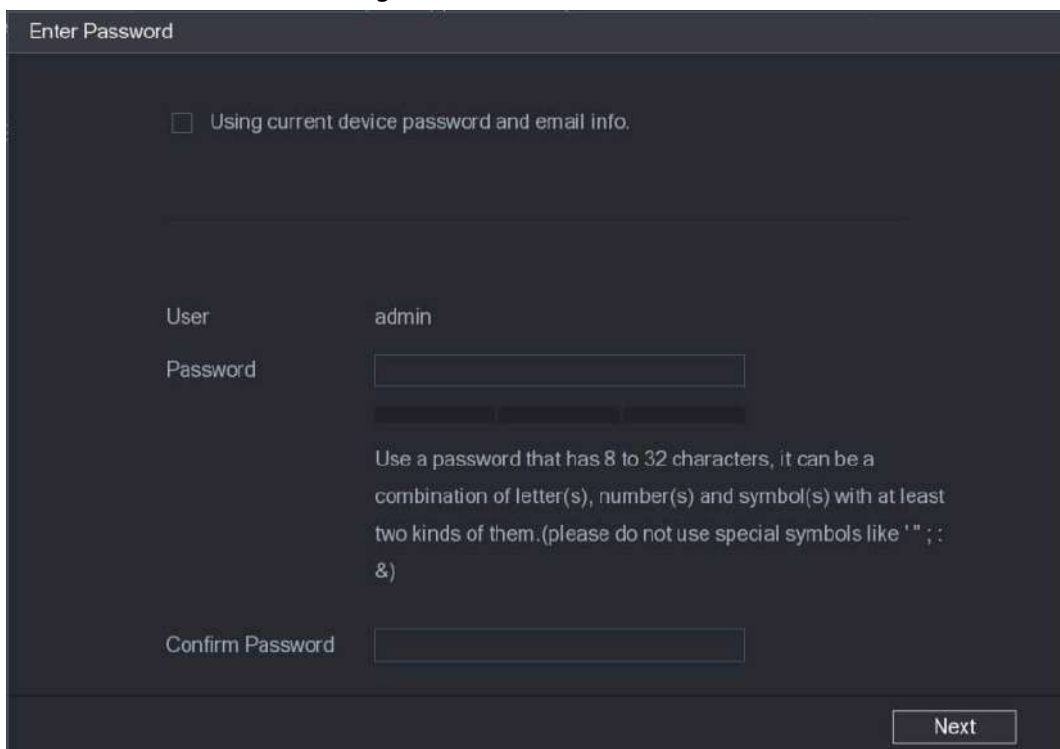 Enter Password
Using current device password and email info.
User admin
Password
Use a password that has 8 to 32 characters, it can be a
combination of letter(s), number(s) and symbol(s) with at least
two kinds of them.(please do not use special symbols like ' " ; :
&)
Confirm Password
Next